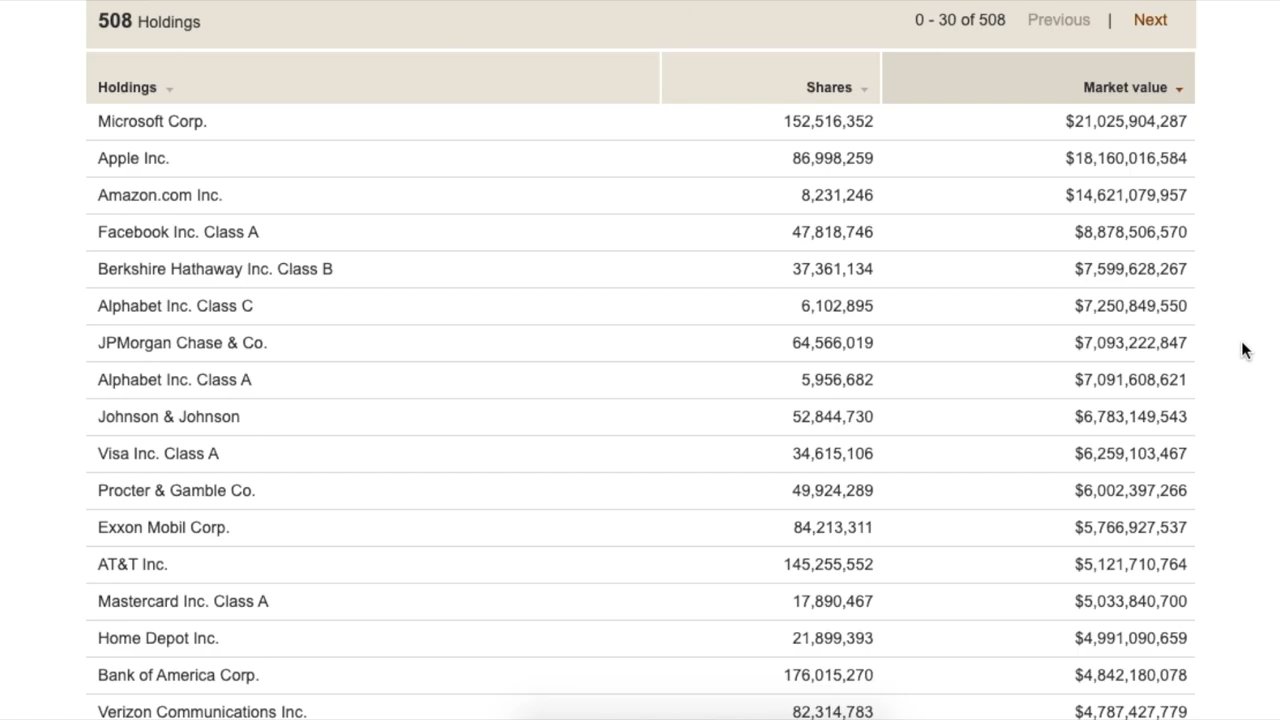 508 Holdings 0 - 30 of 508 Previous | Next
Holdings Shares Market value
Microsoft Corp. 152,516,352 $21,025,904,287
Apple Inc. 86,998,259 $18,160,016,584
Amazon.com Inc. 8,231,246 $14,621,079,957
Facebook Inc. Class A 47,818,746 $8,878,506,570
Berkshire Hathaway Inc. Class B 37,361,134 $7,599,628,267
Alphabet Inc. Class C 6,102,895 $7,250,849,550
JPMorgan Chase & Co. 64,566,019 $7,093,222,847
Alphabet Inc. Class A 5,956,682 $7,091,608,621
Johnson & Johnson 52,844,730 $6,783,149,543
Visa Inc. Class A 34,615,106 $6,259,103,467
Procter & Gamble Co. 49,924,289 $6,002,397,266
Exxon Mobil Corp. 84,213,311 $5,766,927,537
AT&T Inc. 145,255,552 $5,121,710,764
Mastercard Inc. Class A 17,890,467 $5,033,840,700
Home Depot Inc. 21,899,393 $4,991,090,659
Bank of America Corp. 176,015,270 $4,842,180,078
Verizon Communications Inc. 82,314,783 $4,787,427,779